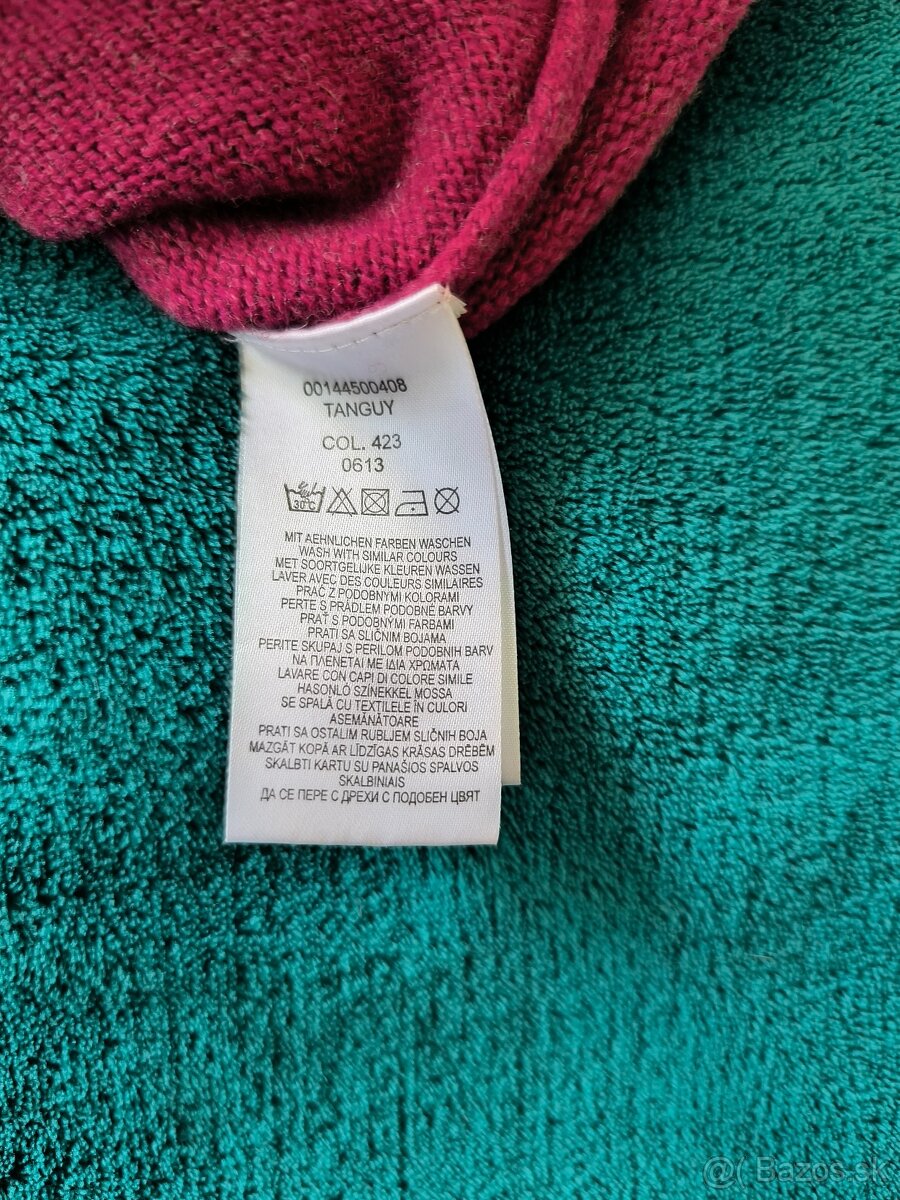 00144500408
TANGUY
COL. 423
0613
30°C
MIT AEHNLICHEN FARBEN WASCHEN
WASH WITH SIMILAR COLOURS
MET SOORTGELIJKE KLEUREN WASSEN
LAVER AVEC DES COULEURS SIMILAIRES
PRAĆ Z PODOBNYMI KOLORAMI
PERTE S PRÁDLEM PODOBNÉ BARVY
PRAŤ S PODOBNÝMI FARBAMI
PRATI SA SLIČNIM BOJAMA
PERITE SKUPAJ S PERILOM PODOBNIH BARV
ΝΑ ΠΛΕΝΕΤΑΙ ΜΕ ΙΔΙΑ ΧΡΩΜΑΤΑ
LAVARE CON CAPI DI COLORE SIMILE
HASONLÓ SZÍNEKKEL MOSSA
SE SPALĂ CU TEXTILELE ÎN CULORI
ASEMĂNĂTOARE
PRATI SA OSTALIM RUBLJEM SLIČNIH BOJA
MAZGĀT KOPĀ AR LĪDZĪGAS KRĀSAS DRĒBĒM
SKALBTI KARTU SU PANAŠIOS SPALVOS
SKALBINIAIS
ДА СЕ ПЕРЕ С ДРЕХИ С ПОДОБЕН ЦВЯТ
@( Bazos.sk